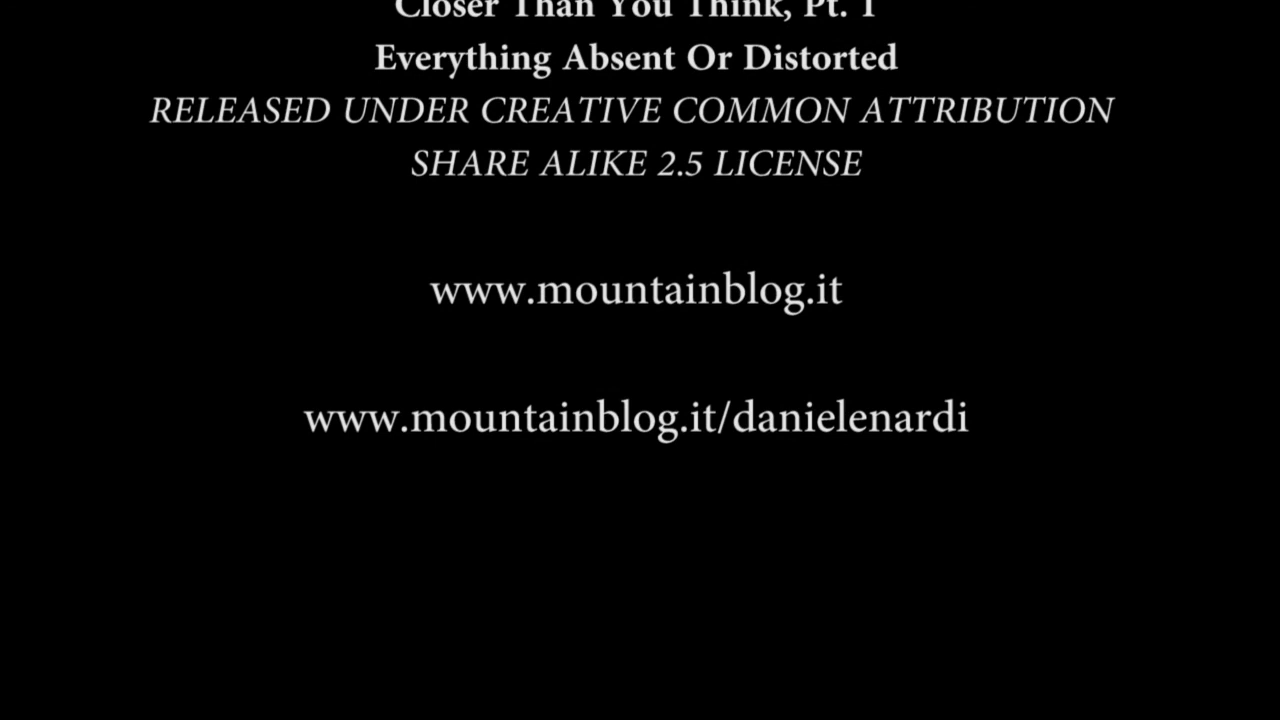 Closer Than You Think, Pt. 1
Everything Absent Or Distorted
RELEASED UNDER CREATIVE COMMON ATTRIBUTION
SHARE ALIKE 2.5 LICENSE
www.mountainblog.it
www.mountainblog.it/danielenardi